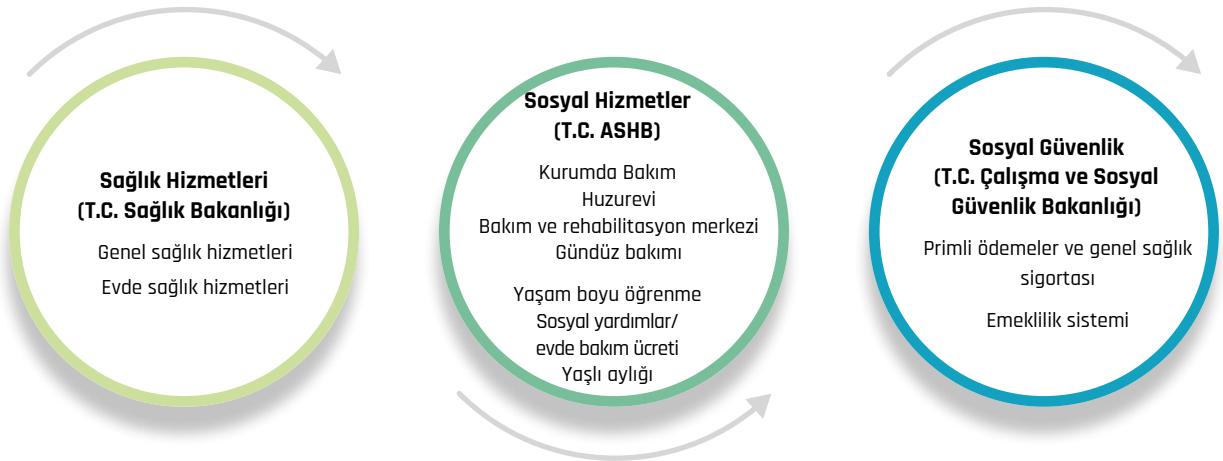 Sağlık Hizmetleri
(T.C. Sağlık Bakanlığı)
Genel sağlık hizmetleri
Evde sağlık hizmetleri
Sosyal Hizmetler
(T.C. ASHB)
Kurumda Bakım
Huzurevi
Bakım ve rehabilitasyon merkezi
Gündüz bakımı
Yaşam boyu öğrenme
Sosyal yardımlar/
evde bakım ücreti
Yaşlı aylığı
Sosyal Güvenlik
(T.C. Çalışma ve Sosyal
Güvenlik Bakanlığı)
Primli ödemeler ve genel sağlık
sigortası
Emeklilik sistemi